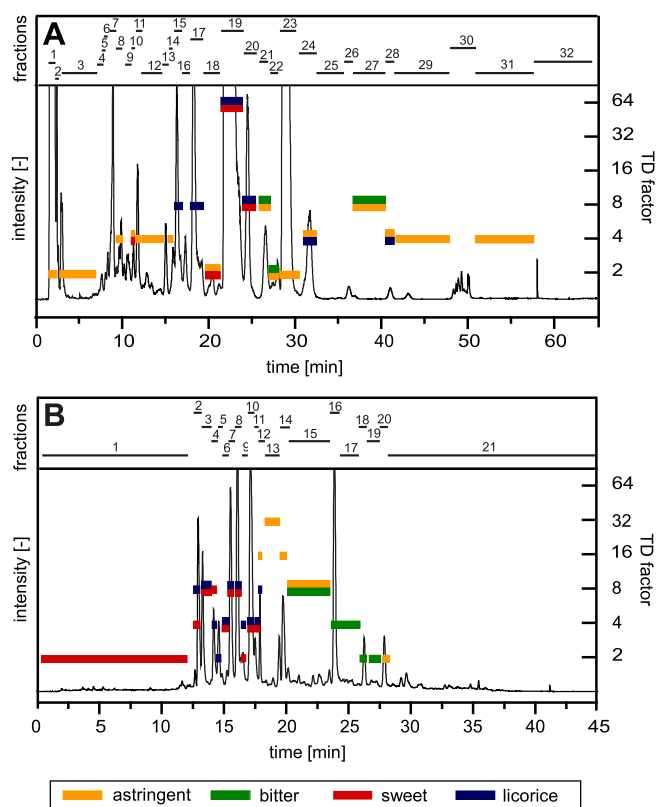 A
fractions
1 2 3 4 5 6 7 8 9 10 11 12 13 14 15 16 17 18 19 20 21 22 23 24 25 26 27 28 29 30 31 32
intensity [-]
TD factor
64
32
16
8
4
2
0 10 20 30 40 50 60
time [min]
B
fractions
1 2 3 4 5 6 7 8 9 10 11 12 13 14 15 16 17 18 19 20 21
intensity [-]
TD factor
64
32
16
8
4
2
0 5 10 15 20 25 30 35 40 45
time [min]
astringent bitter sweet licorice